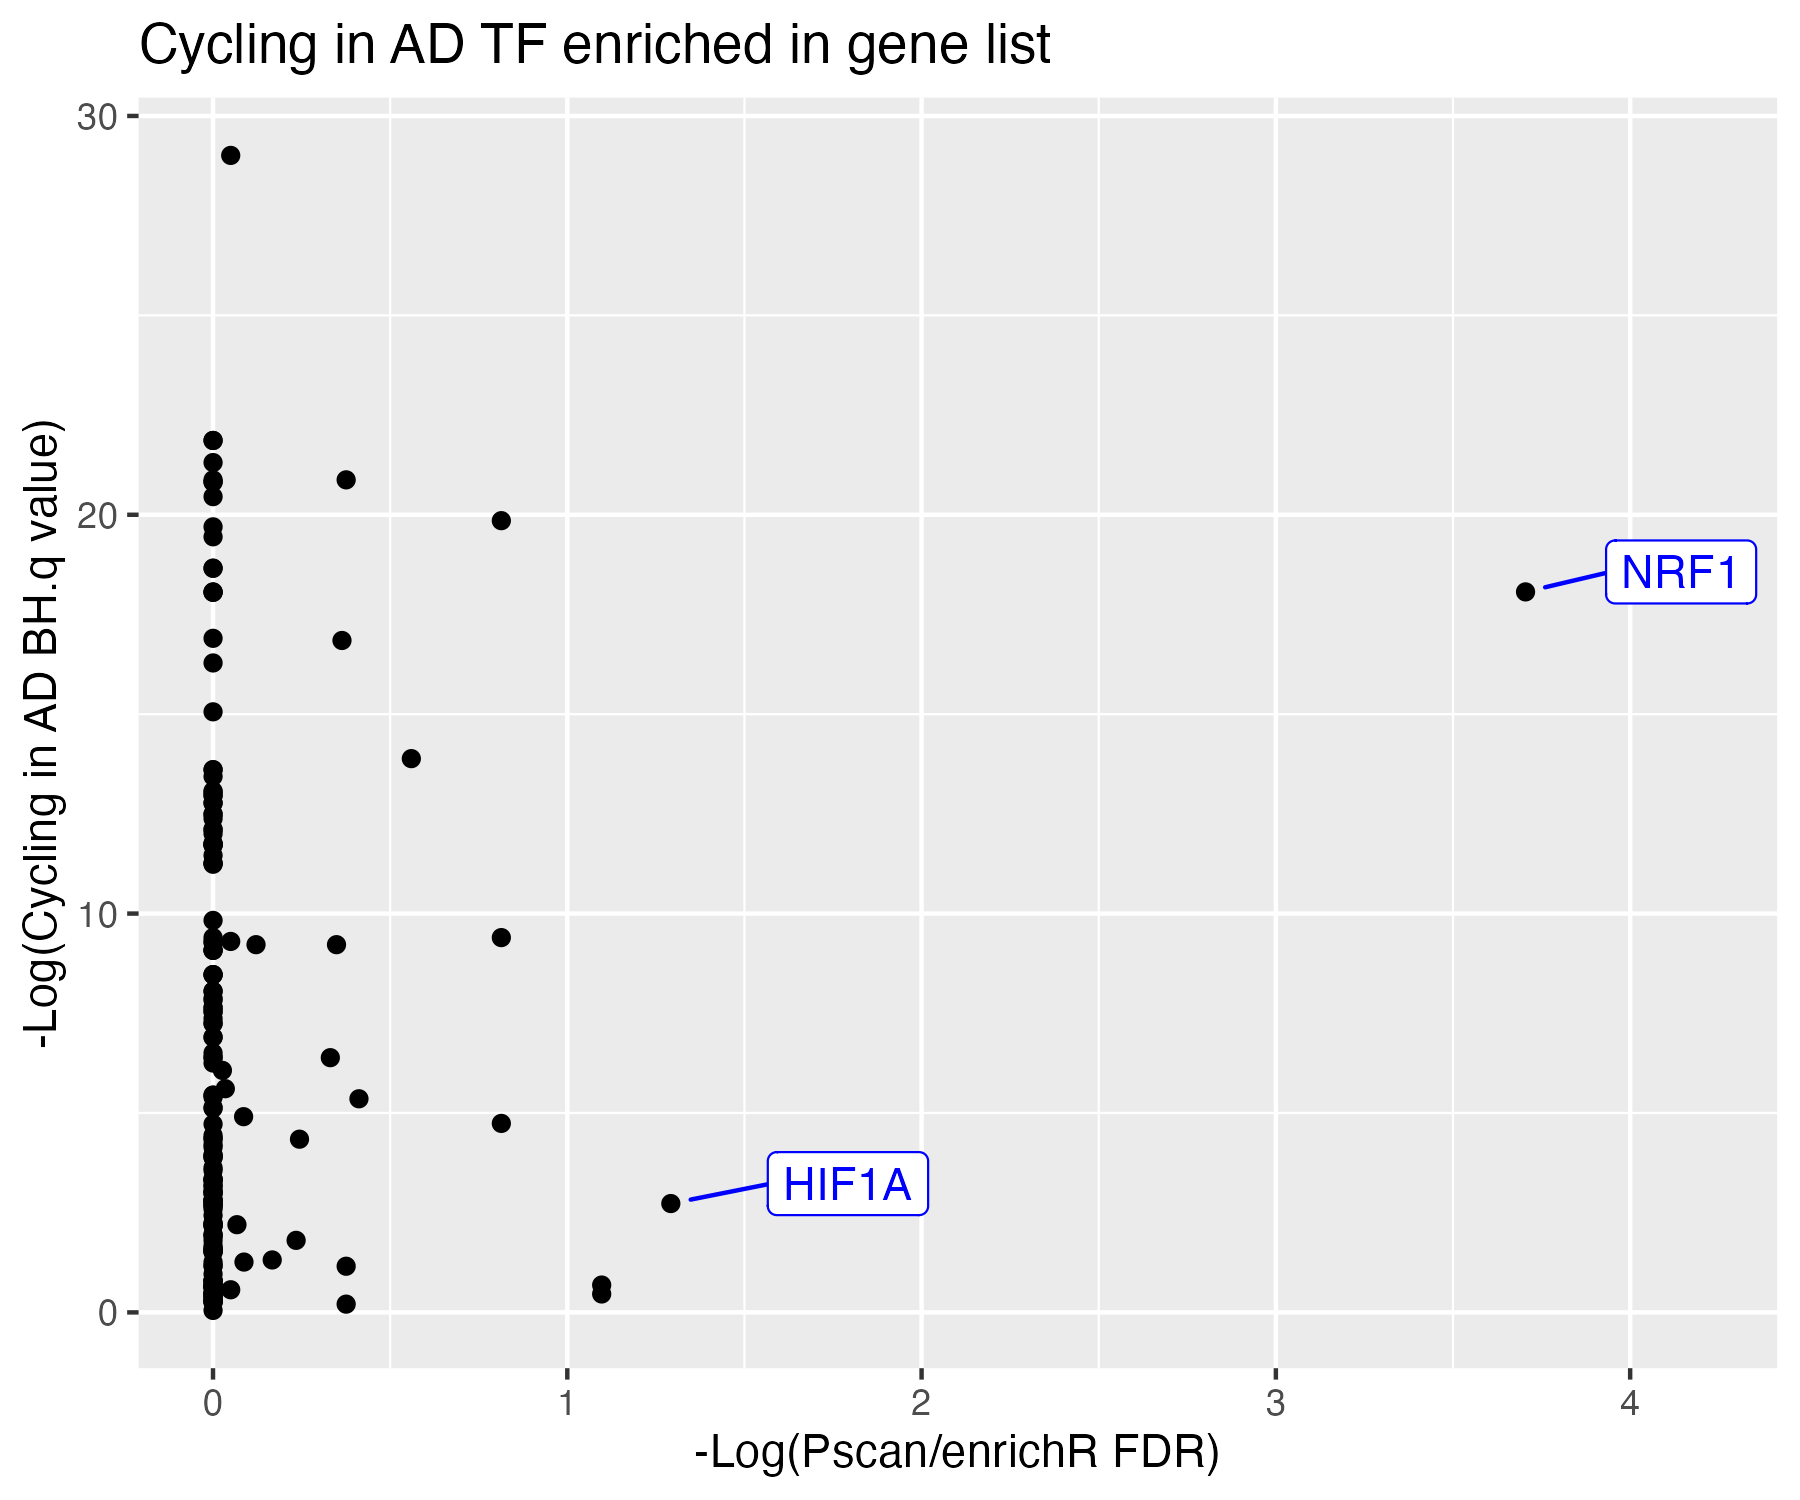 Cycling in AD TF enriched in gene list
-Log(Cycling in AD BH.q value)
30
20
10
0
NRF1
HIF1A
0 1 2 3 4
-Log(Pscan/enrichR FDR)